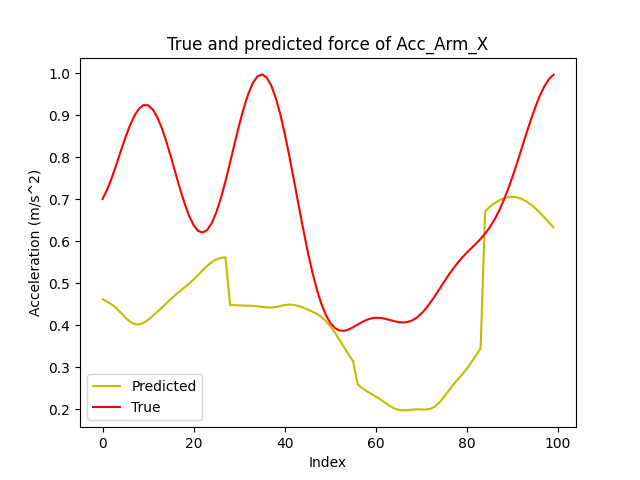 True and predicted force of Acc_Arm_X
Acceleration (m/s^2)
1.0
0.9
0.8
0.7
0.6
0.5
0.4
0.3
0.2
Predicted
True
0 20 40 60 80 100
Index